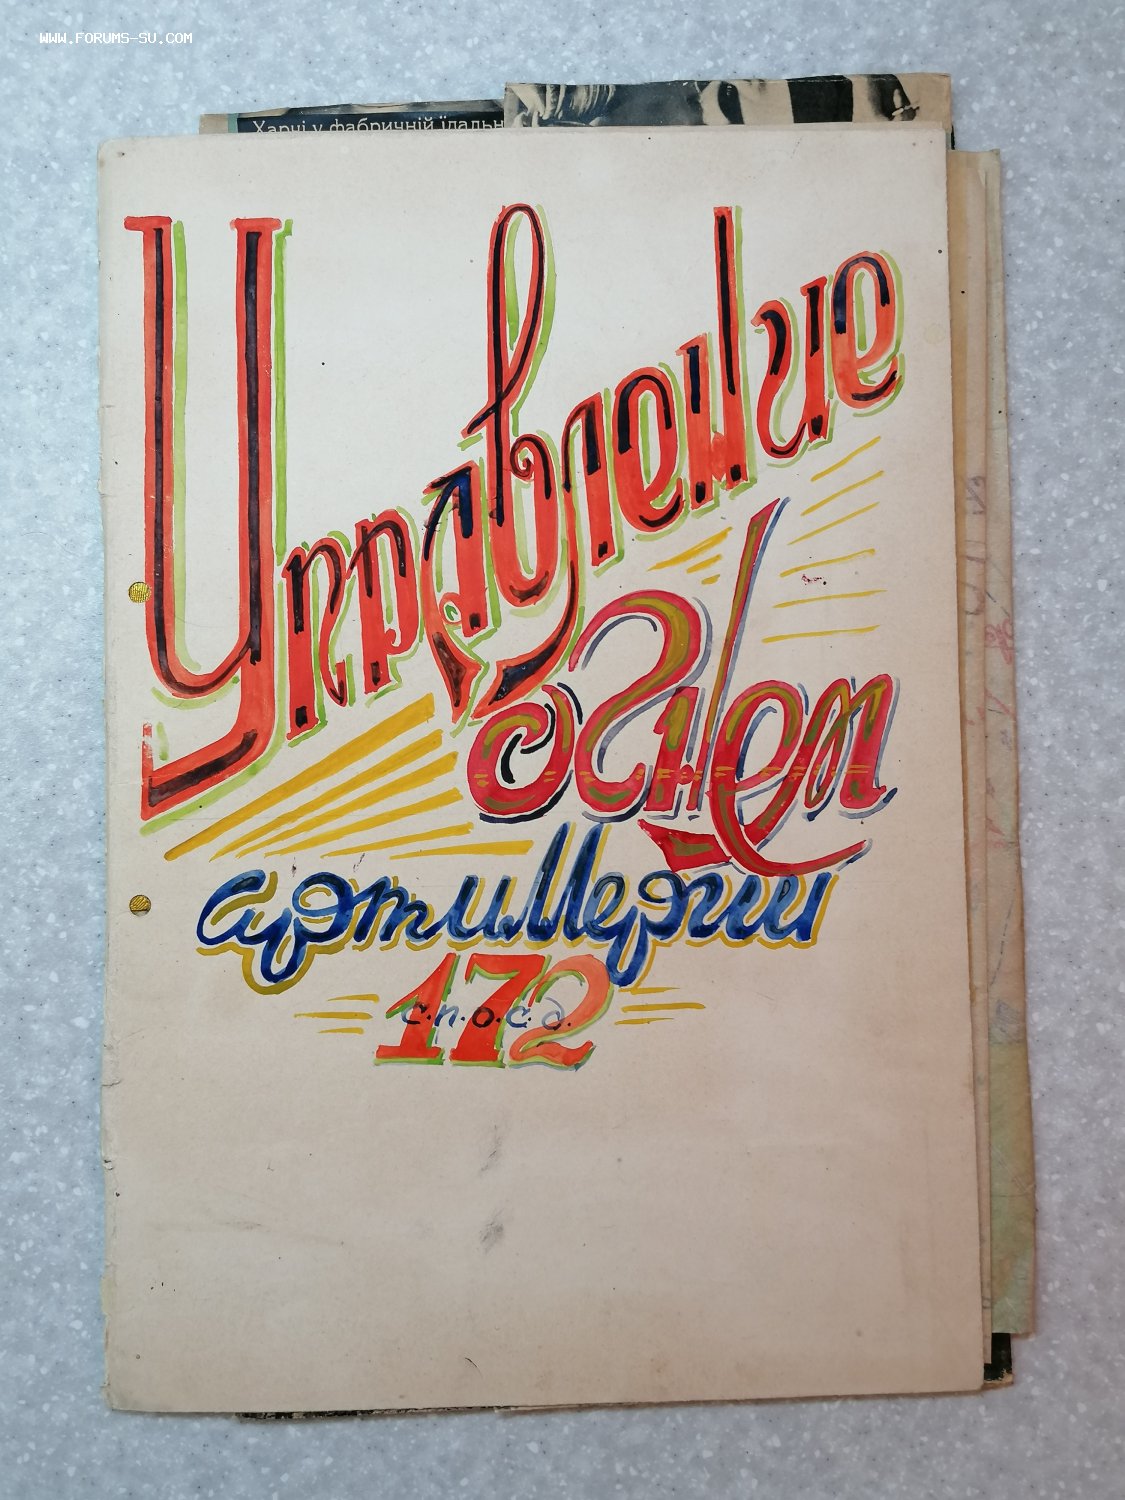 WWW.FORUMS-SU.COM
Харчі у фабричній їдальн
Управление
огнем
артиллерии
172
с.п.о.с.д.